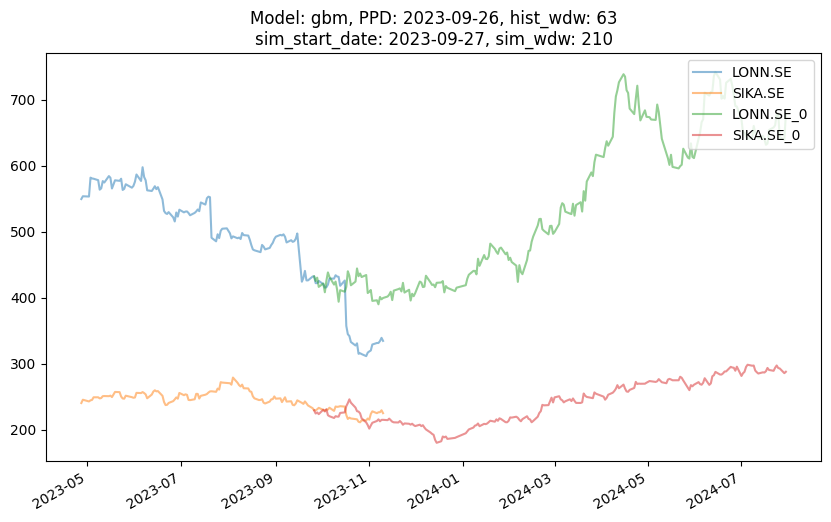 Model: gbm, PPD: 2023-09-26, hist_wdw: 63
sim_start_date: 2023-09-27, sim_wdw: 210
LONN.SE
SIKA.SE
LONN.SE_0
SIKA.SE_0
700
600
500
400
300
200
2023-05
2023-07
2023-09
2023-11
2024-01
2024-03
2024-05
2024-07